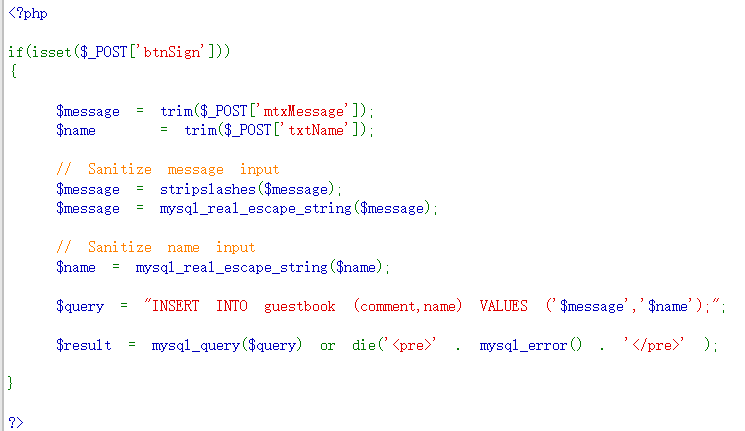 <?php
if(isset($_POST['btnSign']))
{
$message = trim($_POST['mtxMessage']);
$name = trim($_POST['txtName']);
// Sanitize message input
$message = stripslashes($message);
$message = mysql_real_escape_string($message);
// Sanitize name input
$name = mysql_real_escape_string($name);
$query = "INSERT INTO guestbook (comment,name) VALUES ('$message','$name');";
$result = mysql_query($query) or die('<pre>' . mysql_error() . '</pre>' );
}
?>